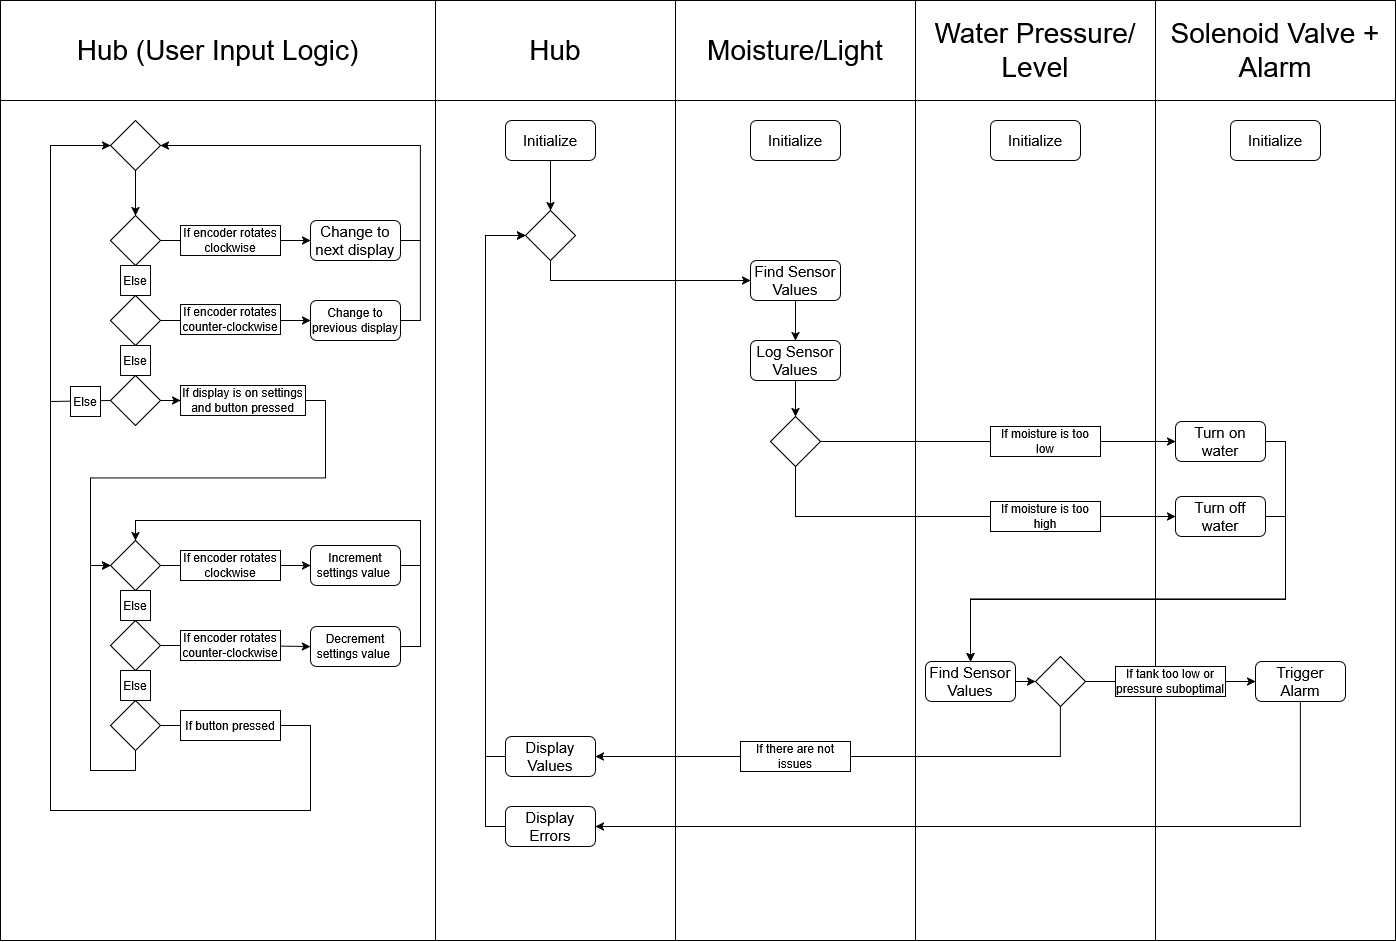 Hub (User Input Logic)
Hub
Moisture/Light
Water Pressure/
Level
Solenoid Valve +
Alarm
If encoder rotates
clockwise
Change to
next display
Else
If encoder rotates
counter-clockwise
Change to
previous display
Else
Else
If display is on settings
and button pressed
If encoder rotates
clockwise
Increment
settings value
Else
If encoder rotates
counter-clockwise
Decrement
settings value
Else
If button pressed
Initialize
Initialize
Initialize
Initialize
Find Sensor
Values
Log Sensor
Values
If moisture is too
low
Turn on
water
If moisture is too
high
Turn off
water
Find Sensor
Values
If tank too low or
pressure suboptimal
Trigger
Alarm
Display
Values
If there are not
issues
Display
Errors